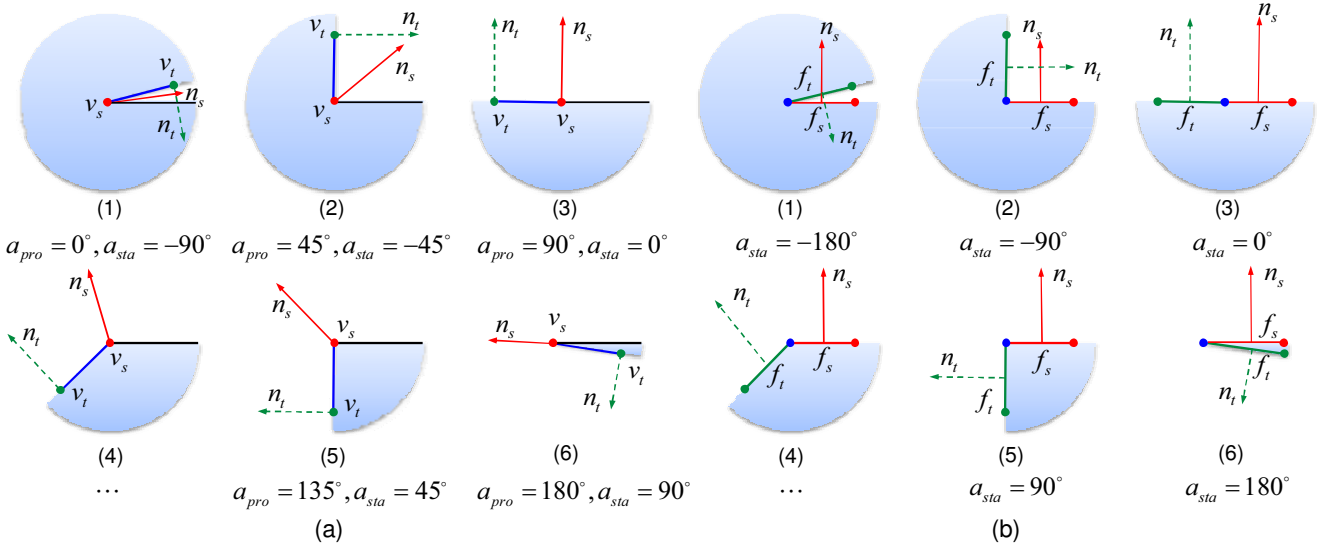 v_t n_t v_t n_t n_t n_s n_s n_t n_s n_s
v_s n_s n_s f_t f_t n_t
n_t v_s v_t v_s f_s n_t f_s f_t f_s
(1) (2) (3) (1) (2) (3)
a_pro = 0°, a_sta = −90° a_pro = 45°, a_sta = −45° a_pro = 90°, a_sta = 0° a_sta = −180° a_sta = −90° a_sta = 0°
n_s n_s n_t n_s n_s n_s
n_t v_s v_s n_s v_s f_s
v_t n_t v_t n_t v_t f_t f_s n_t f_t f_s n_t f_t
(4) (5) (6) (4) (5) (6)
... a_pro = 135°, a_sta = 45° a_pro = 180°, a_sta = 90° ... a_sta = 90° a_sta = 180°
(a) (b)